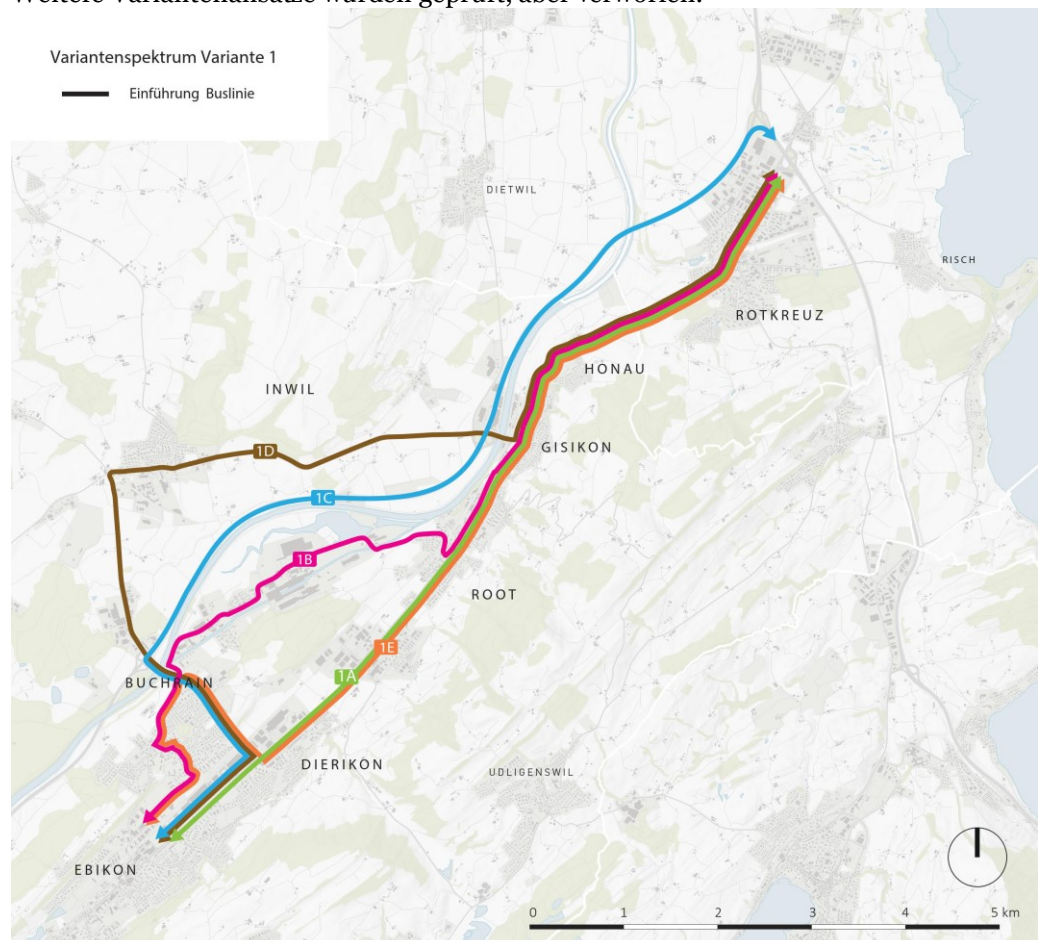 Weitere Variantenansätze wurden geprüft, aber verworfen.
Variantenspektrum Variante 1
Einführung Buslinie
DIETWIL
RISCH
ROTKREUZ
HONAU
INWIL
GISIKON
1D
1C
1B
ROOT
1E
1A
BUCHRAIN
DIERIKON
UDLIGENSWIL
EBIKON
0 1 2 3 4 5 km